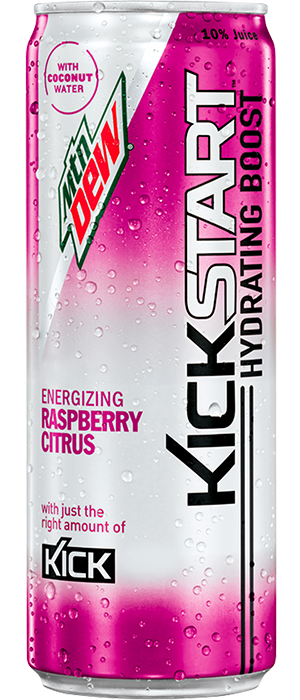 10% Juice
WITH
COCONUT
WATER
Mtn
DEW
KICKSTART™
HYDRATING BOOST
ENERGIZING
RASPBERRY
CITRUS
with just the
right amount of
KICK